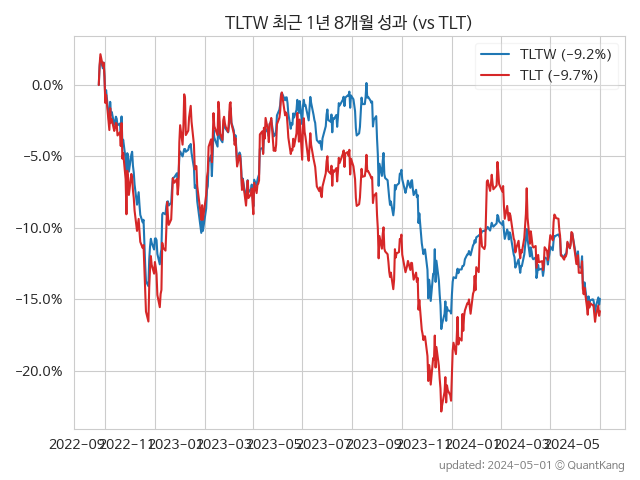 TLTW 최근 1년 8개월 성과 (vs TLT)
TLTW (−9.2%)
TLT (−9.7%)
0.0%
−5.0%
−10.0%
−15.0%
−20.0%
2022-09 2022-11 2023-01 2023-03 2023-05 2023-07 2023-09 2023-11 2024-01 2024-03 2024-05
updated: 2024-05-01 © QuantKang